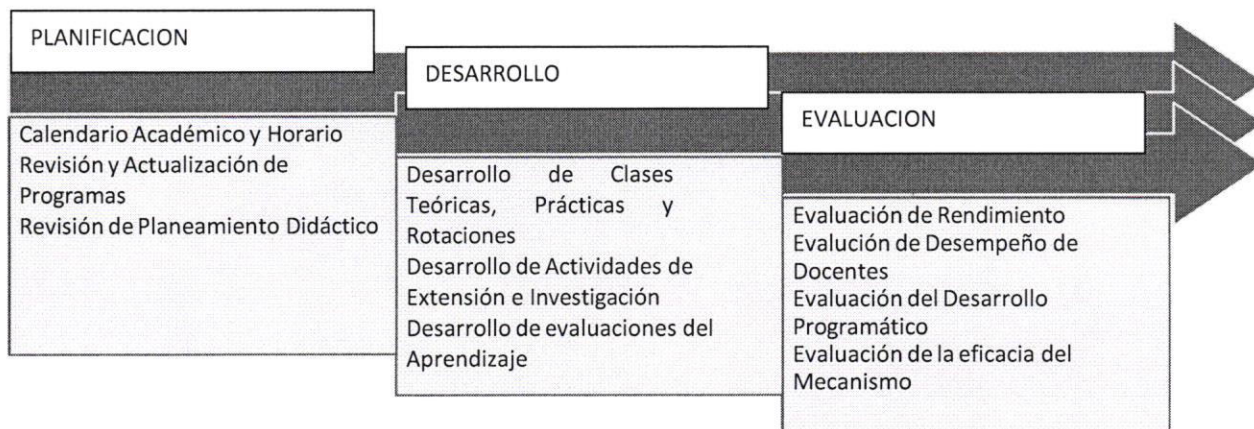 PLANIFICACION
Calendario Académico y Horario
Revisión y Actualización de
Programas
Revisión de Planeamiento Didáctico
DESARROLLO
Desarrollo de Clases
Teóricas, Prácticas y
Rotaciones
Desarrollo de Actividades de
Extensión e Investigación
Desarrollo de evaluaciones del
Aprendizaje
EVALUACION
Evaluación de Rendimiento
Evalución de Desempeño de
Docentes
Evaluación del Desarrollo
Programático
Evaluación de la eficacia del
Mecanismo